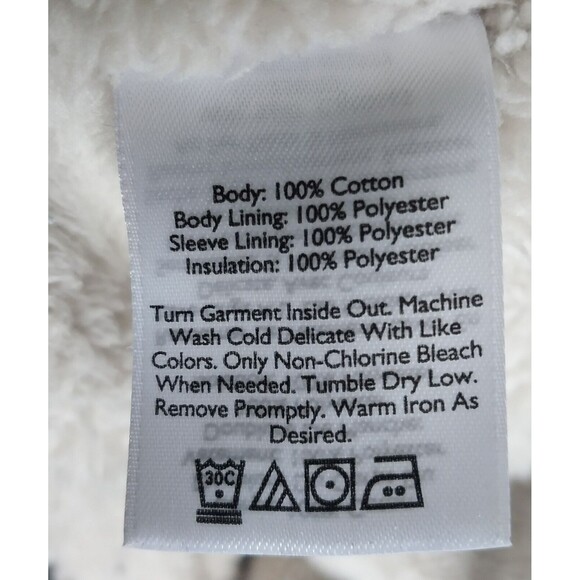 Body: 100% Cotton
Body Lining: 100% Polyester
Sleeve Lining: 100% Polyester
Insulation: 100% Polyester
Turn Garment Inside Out. Machine
Wash Cold Delicate With Like
Colors. Only Non-Chlorine Bleach
When Needed. Tumble Dry Low.
Remove Promptly. Warm Iron As
Desired.
30C